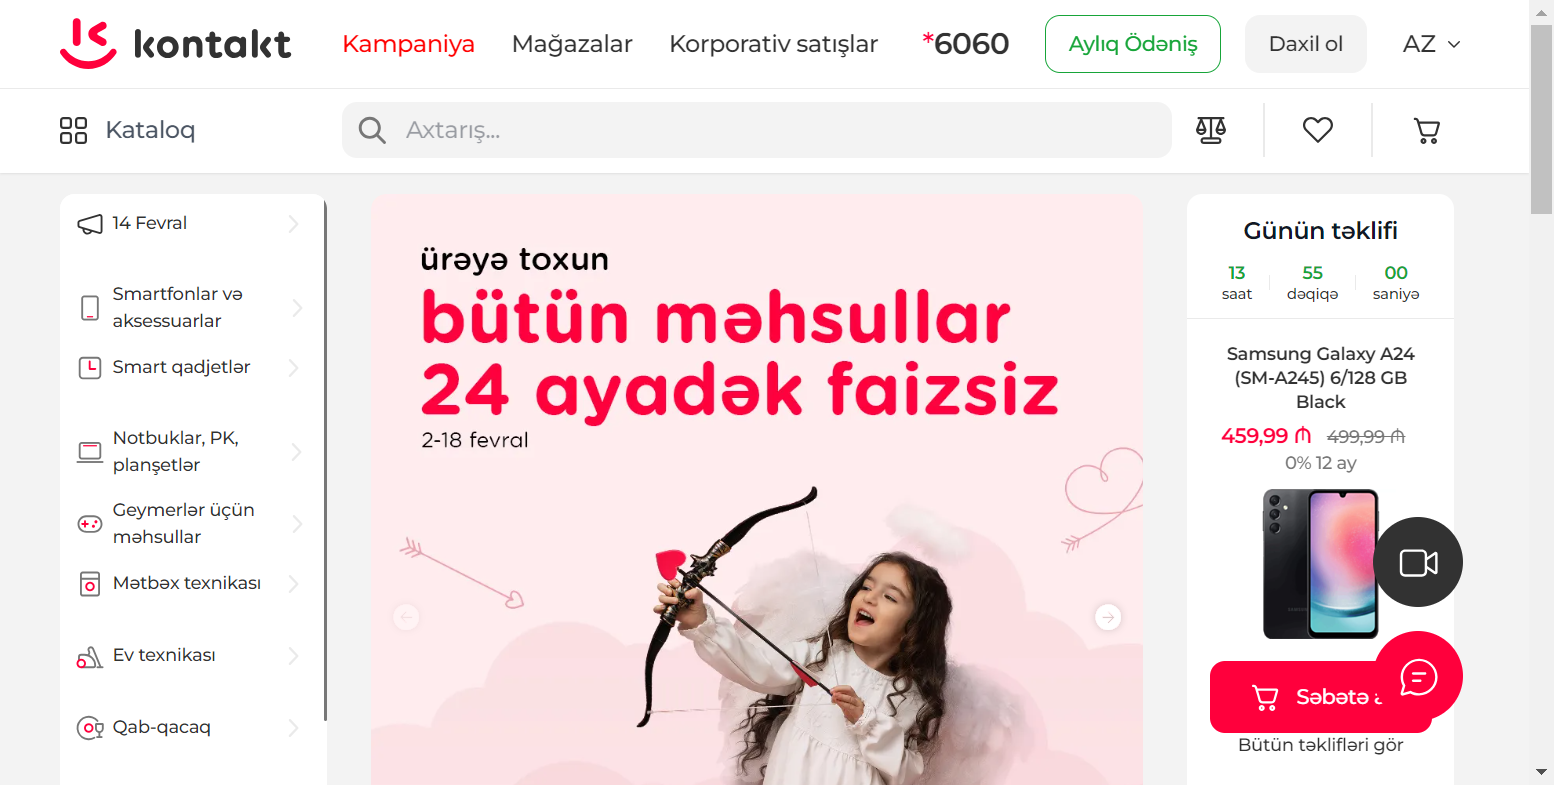 kontakt
Kampaniya
Mağazalar
Korporativ satışlar
*6060
Aylıq Ödəniş
Daxil ol
AZ
Kataloq
Axtarış...
14 Fevral
Smartfonlar və
aksessuarlar
Smart qadjetlər
Notbuklar, PK,
planşetlər
Geymerlər üçün
məhsullar
Mətbəx texnikası
Ev texnikası
Qab-qacaq
ürəyə toxun
bütün məhsullar
24 ayadək faizsiz
2-18 fevral
Günün təklifi
13 55 00
saat dəqiqə saniyə
Samsung Galaxy A24
(SM-A245) 6/128 GB
Black
459,99 ₼ 499,99 ₼
0% 12 ay
Səbətə
Bütün təklifləri gör